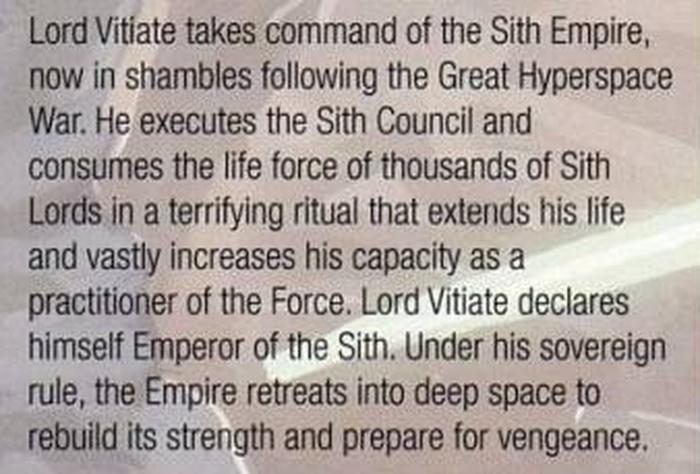 Lord Vitiate takes command of the Sith Empire,
now in shambles following the Great Hyperspace
War. He executes the Sith Council and
consumes the life force of thousands of Sith
Lords in a terrifying ritual that extends his life
and vastly increases his capacity as a
practitioner of the Force. Lord Vitiate declares
himself Emperor of the Sith. Under his sovereign
rule, the Empire retreats into deep space to
rebuild its strength and prepare for vengeance.